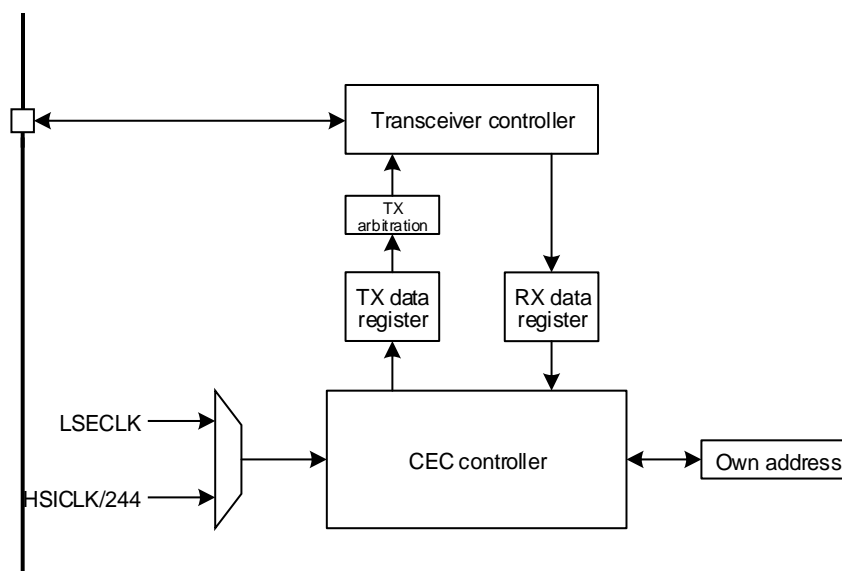 Transceiver controller
TX
arbitration
TX data
register
RX data
register
LSECLK
CEC controller
Own address
HSICLK/244